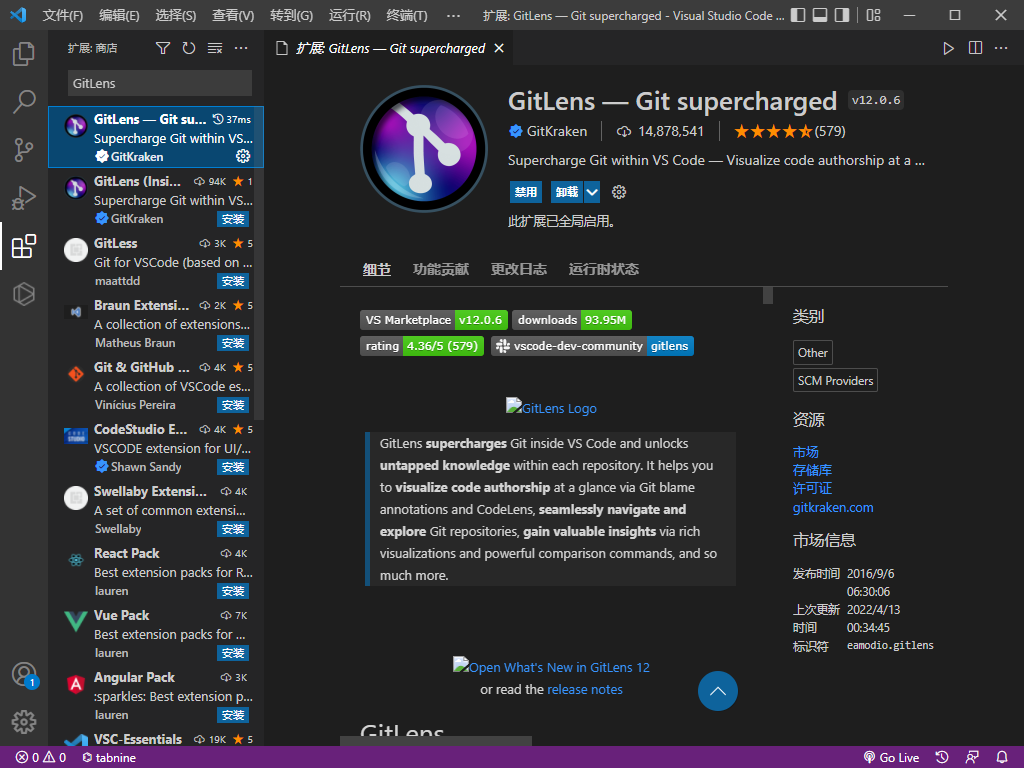 文件(F) 编辑(E) 选择(S) 查看(V) 转到(G) 运行(R) 终端(T) ··· 扩展: GitLens — Git supercharged - Visual Studio Code ...
扩展: 商店
扩展: GitLens — Git supercharged
GitLens
GitLens — Git su... 37ms
Supercharge Git within VS...
GitKraken
GitLens (Insi... 94K 1
Supercharge Git within VS...
GitKraken 安装
GitLess 3K 5
Git for VSCode (based on ...
maattdd 安装
Braun Extensi... 2K 5
A collection of extensions...
Matheus Braun 安装
Git & GitHub ... 4K 5
A collection of VSCode es...
Vinícius Pereira 安装
CodeStudio E... 4K 5
VSCODE extension for UI/...
Shawn Sandy 安装
Swellaby Extensi... 4K
A set of common extensi...
Swellaby 安装
React Pack 4K
Best extension packs for R...
lauren 安装
Vue Pack 7K
Best extension packs for ...
lauren 安装
Angular Pack 3K
:sparkles: Best extension p...
lauren 安装
VSC-Essentials 19K 5
GitLens — Git supercharged v12.0.6
GitKraken 14,878,541 (579)
Supercharge Git within VS Code — Visualize code authorship at a ...
禁用 卸载
此扩展已全局启用。
细节 功能贡献 更改日志 运行时状态
VS Marketplace v12.0.6 downloads 93.95M
rating 4.36/5 (579) vscode-dev-community gitlens
GitLens Logo
GitLens supercharges Git inside VS Code and unlocks
untapped knowledge within each repository. It helps you
to visualize code authorship at a glance via Git blame
annotations and CodeLens, seamlessly navigate and
explore Git repositories, gain valuable insights via rich
visualizations and powerful comparison commands, and so
much more.
Open What's New in GitLens 12
or read the release notes
GitLens
类别
Other
SCM Providers
资源
市场
存储库
许可证
gitkraken.com
市场信息
发布时间 2016/9/6
06:30:06
上次更新 2022/4/13
时间 00:34:45
标识符 eamodio.gitlens
1
0 0 tabnine Go Live